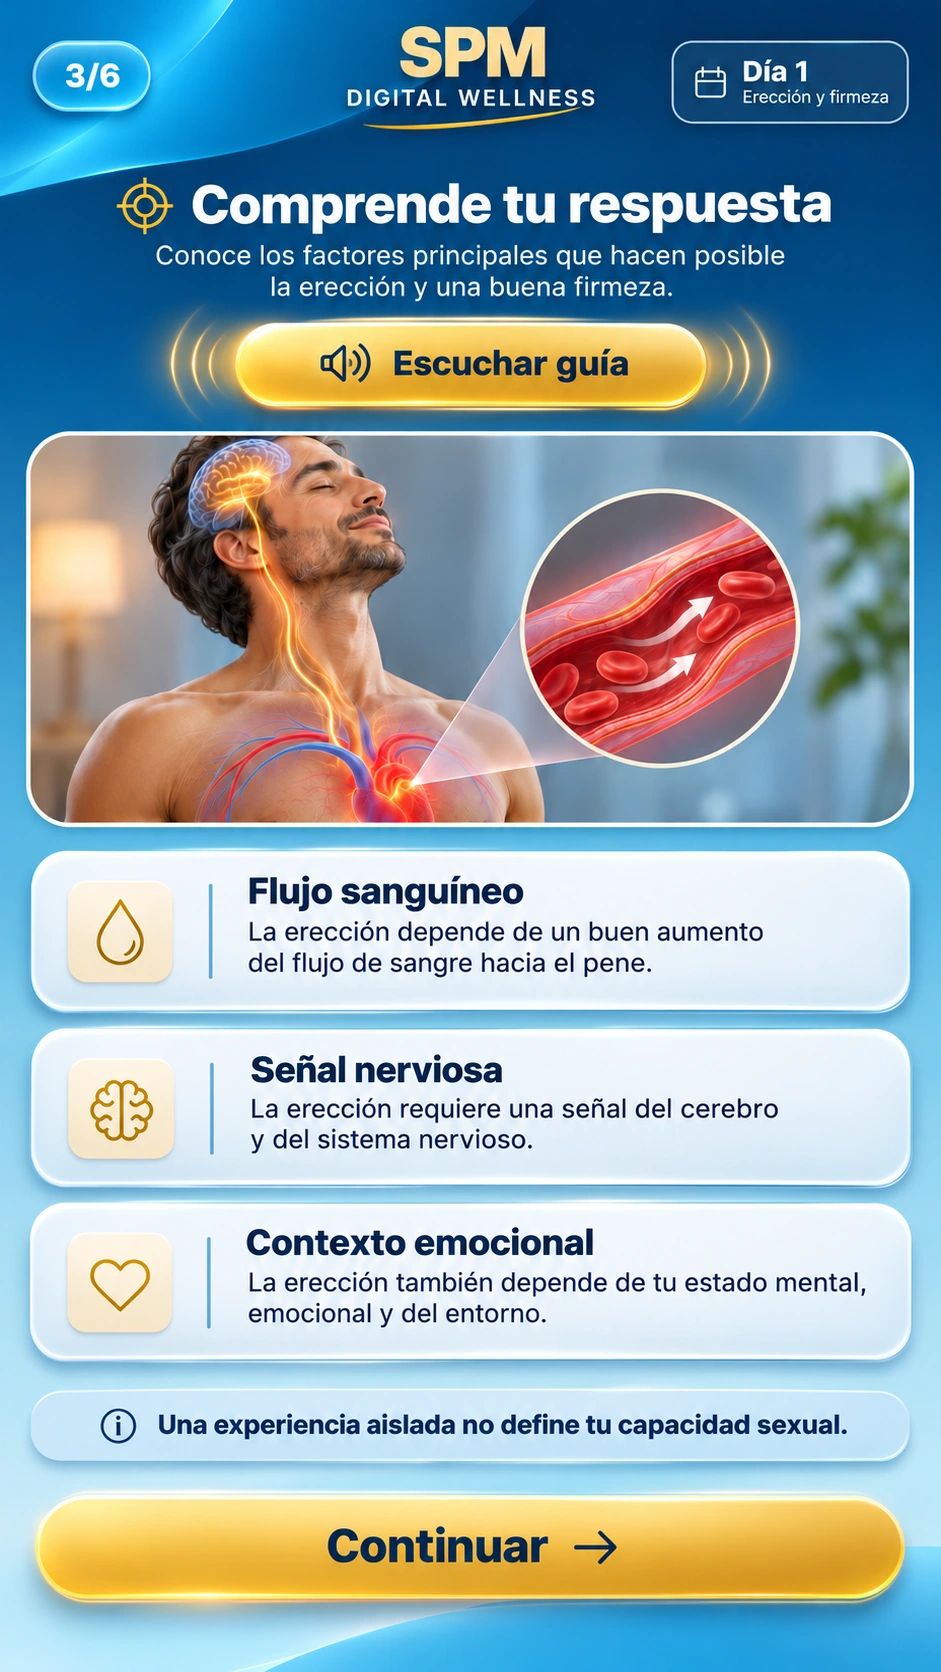 3/6
SPM
DIGITAL WELLNESS
Día 1
Erección y firmeza
Comprende tu respuesta
Conoce los factores principales que hacen posible
la erección y una buena firmeza.
Escuchar guía
Flujo sanguíneo
La erección depende de un buen aumento
del flujo de sangre hacia el pene.
Señal nerviosa
La erección requiere una señal del cerebro
y del sistema nervioso.
Contexto emocional
La erección también depende de tu estado mental,
emocional y del entorno.
Una experiencia aislada no define tu capacidad sexual.
Continuar →